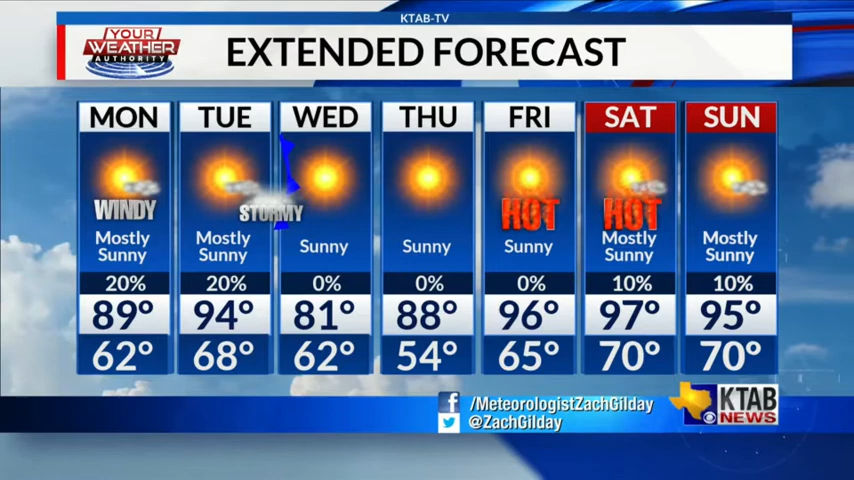 KTAB-TV
YOUR
WEATHER
AUTHORITY
EXTENDED FORECAST
MON TUE WED THU FRI SAT SUN
WINDY STORMY HOT HOT
Mostly Sunny Mostly Sunny Sunny Sunny Sunny Mostly Sunny Mostly Sunny
20% 20% 0% 0% 0% 10% 10%
89° 94° 81° 88° 96° 97° 95°
62° 68° 62° 54° 65° 70° 70°
/MeteorologistZachGilday
@ZachGilday
KTAB
NEWS